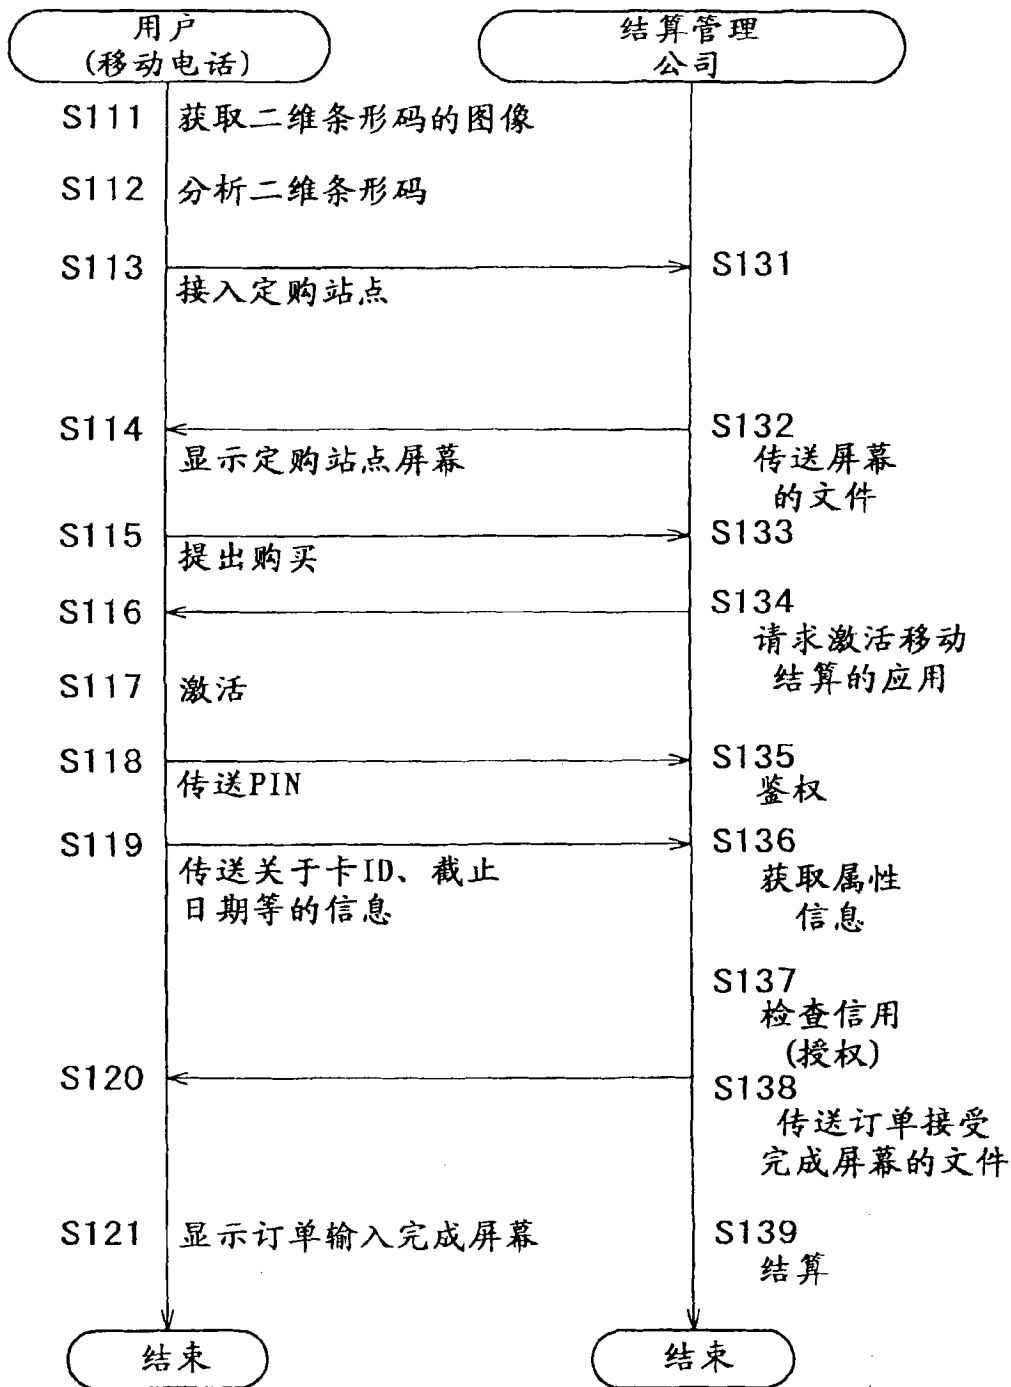 用户
(移动电话)
结算管理
公司
S111 获取二维条形码的图像
S112 分析二维条形码
S113
接入定购站点
S131
S114
显示定购站点屏幕
S132
传送屏幕
的文件
S115
提出购买
S133
S116
S134
请求激活移动
结算的应用
S117 激活
S118
传送PIN
S135
鉴权
S119
传送关于卡ID、截止
日期等的信息
S136
获取属性
信息
S137
检查信用
(授权)
S120
S138
传送订单接受
完成屏幕的文件
S121 显示订单输入完成屏幕
S139
结算
结束
结束